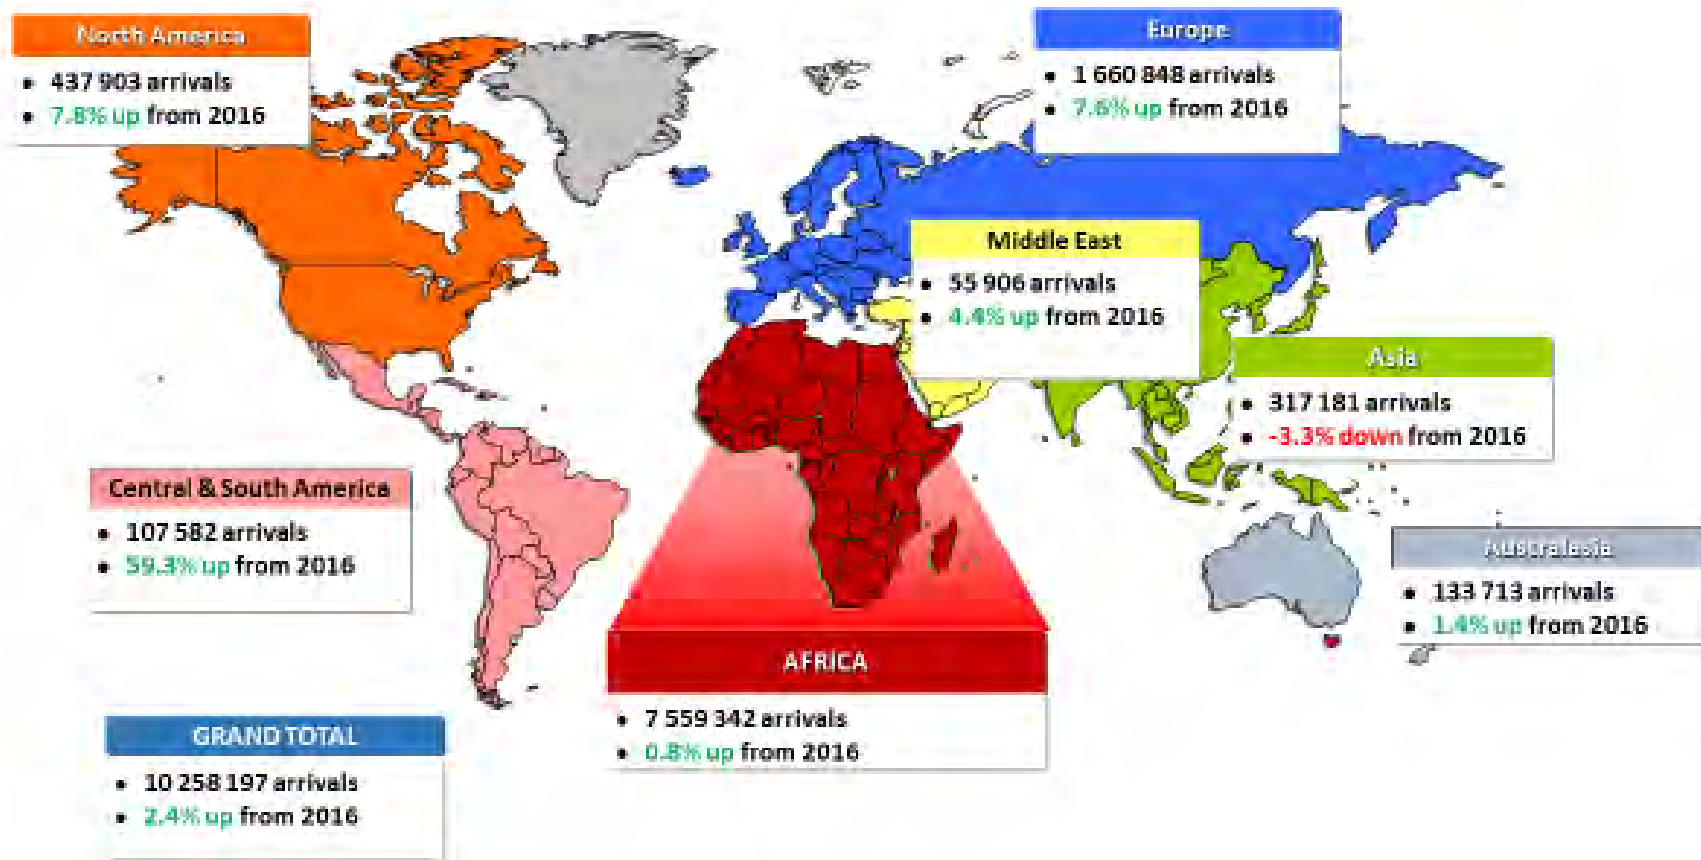 North America
• 437 903 arrivals
• 7.8% up from 2016
Europe
• 1 660 848 arrivals
• 7.6% up from 2016
Middle East
• 55 906 arrivals
• 4.4% up from 2016
Asia
• 317 181 arrivals
• -3.3% down from 2016
Central & South America
• 107 582 arrivals
• 59.3% up from 2016
Australasia
• 133 713 arrivals
• 1.4% up from 2016
AFRICA
• 7 559 342 arrivals
• 0.8% up from 2016
GRAND TOTAL
• 10 258 197 arrivals
• 2.4% up from 2016